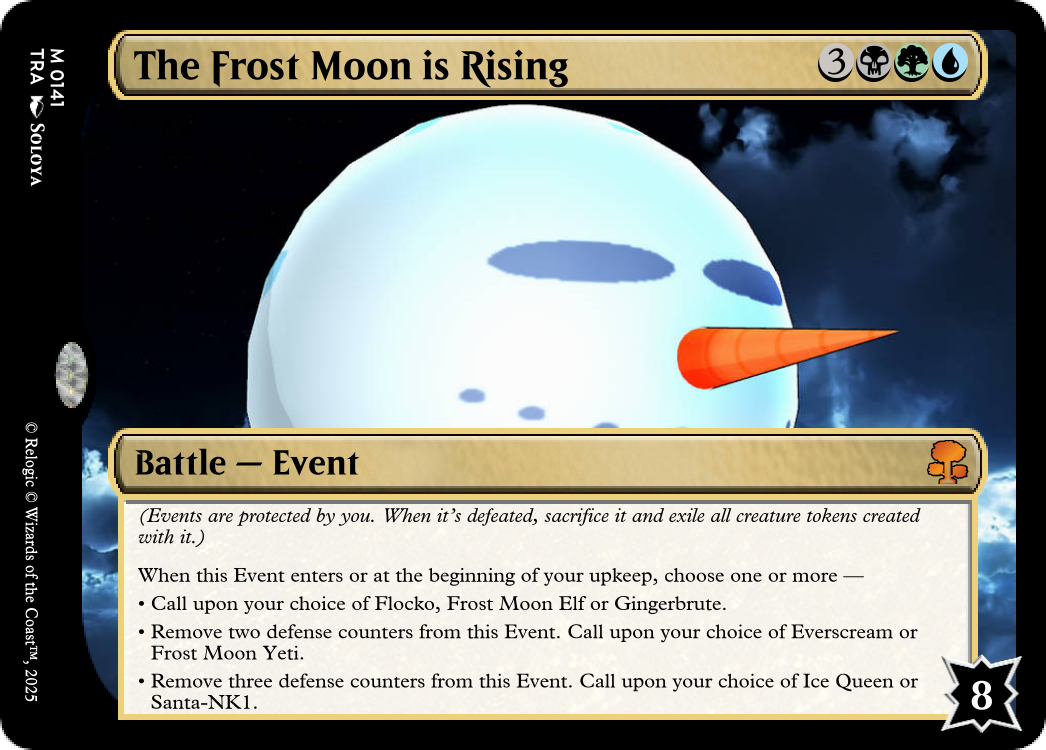 The Frost Moon is Rising
3
Battle — Event
(Events are protected by you. When it's defeated, sacrifice it and exile all creature tokens created
with it.)
When this Event enters or at the beginning of your upkeep, choose one or more —
• Call upon your choice of Flocko, Frost Moon Elf or Gingerbrute.
• Remove two defense counters from this Event. Call upon your choice of Everscream or
Frost Moon Yeti.
• Remove three defense counters from this Event. Call upon your choice of Ice Queen or
Santa-NK1.
8
M 0141
TRA SOLOYA
© Relogic © Wizards of the Coast™, 2025